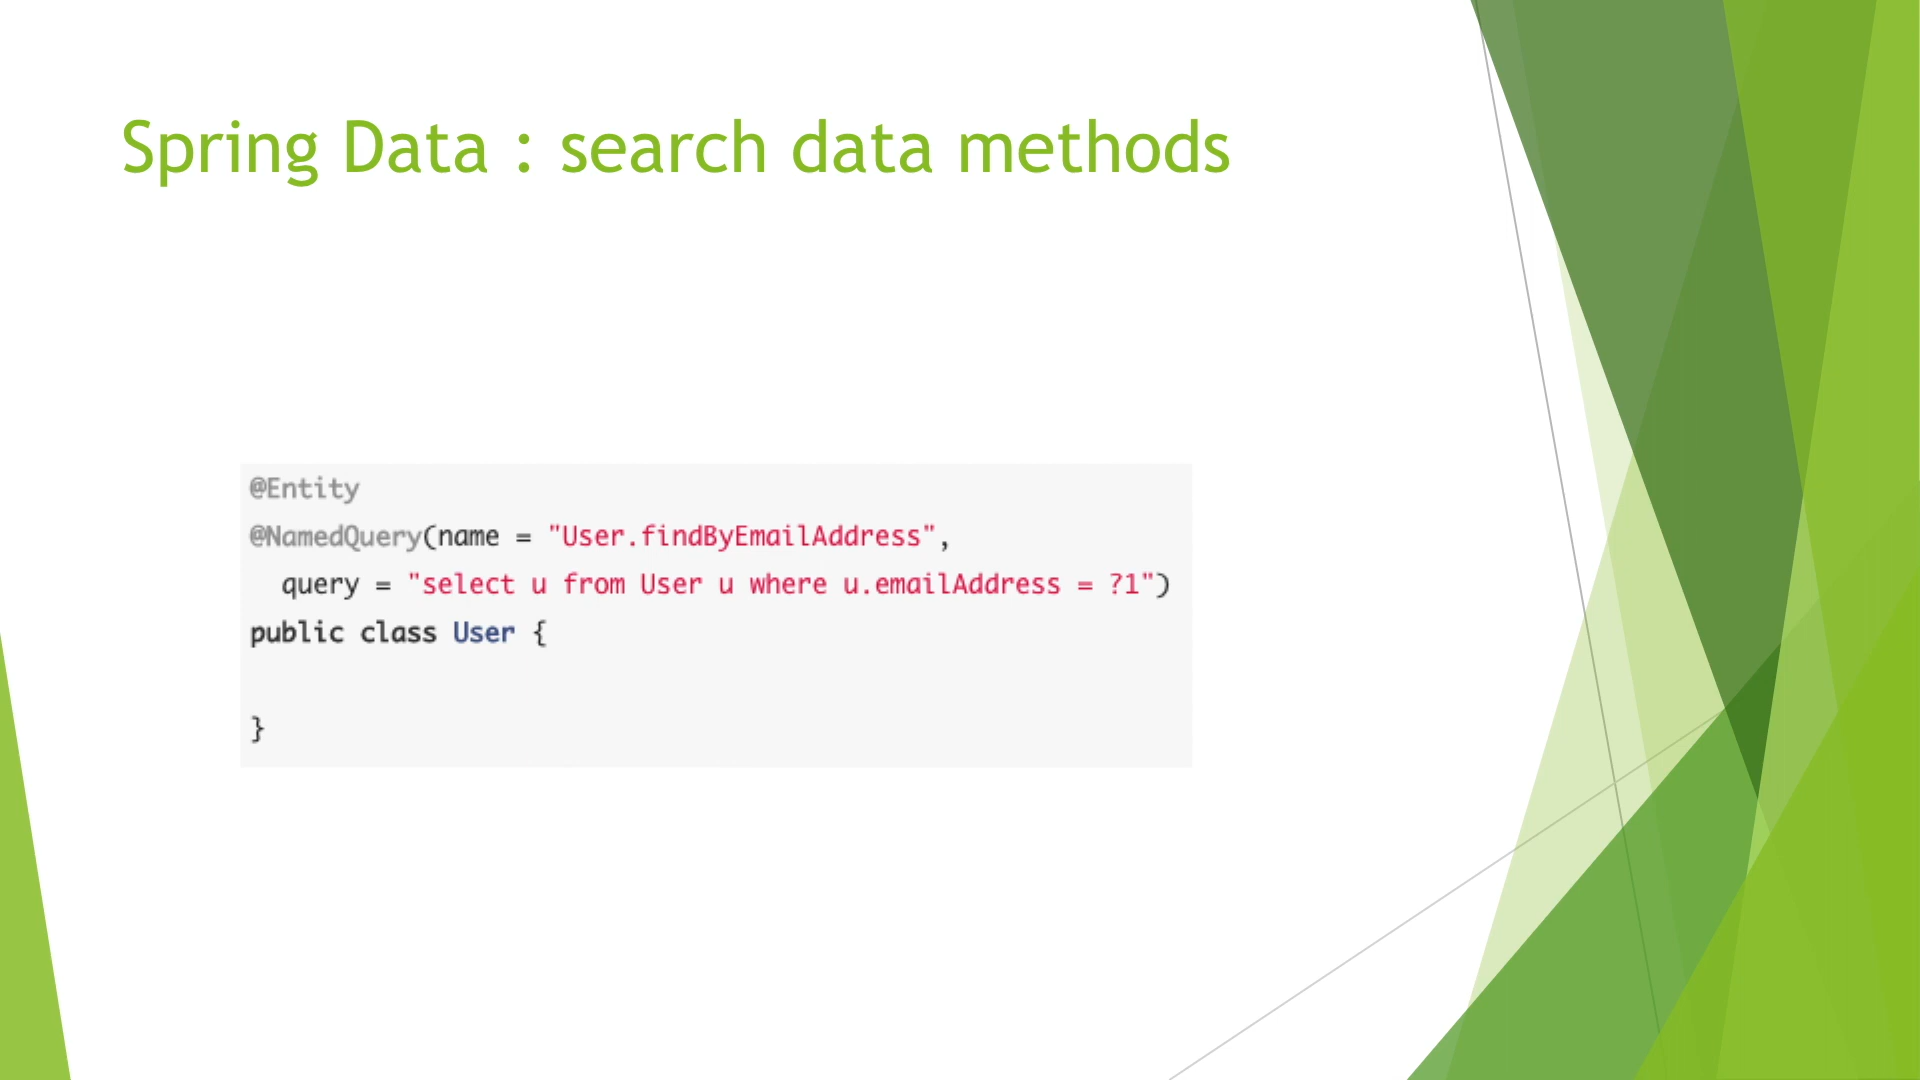 Spring Data : search data methods
@Entity
@NamedQuery(name = "User.findByEmailAddress",
  query = "select u from User u where u.emailAddress = ?1")
public class User {
}